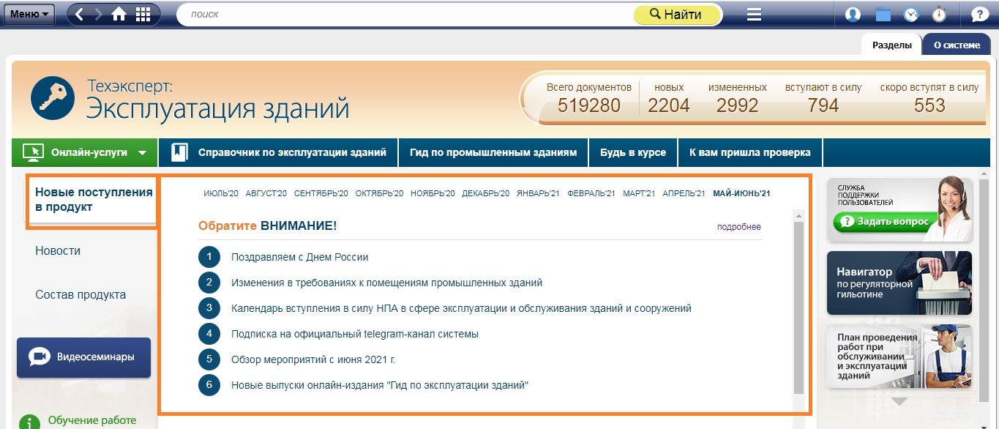 Меню
поиск
Найти
?
Разделы
О системе
Техэксперт:
Эксплуатация зданий
Всего документов
519280
новых
2204
измененных
2992
вступают в силу
794
скоро вступят в силу
553
Онлайн-услуги
Справочник по эксплуатации зданий
Гид по промышленным зданиям
Будь в курсе
К вам пришла проверка
Новые поступления
в продукт
Новости
Состав продукта
Видеосеминары
i
Обучение работе
ИЮЛЬ'20 АВГУСТ'20 СЕНТЯБРЬ'20 ОКТЯБРЬ'20 НОЯБРЬ'20 ДЕКАБРЬ'20 ЯНВАРЬ'21 ФЕВРАЛЬ'21 МАРТ'21 АПРЕЛЬ'21 МАЙ-ИЮНЬ'21
Обратите ВНИМАНИЕ!
подробнее
1 Поздравляем с Днем России
2 Изменения в требованиях к помещениям промышленных зданий
3 Календарь вступления в силу НПА в сфере эксплуатации и обслуживания зданий и сооружений
4 Подписка на официальный telegram-канал системы
5 Обзор мероприятий с июня 2021 г.
6 Новые выпуски онлайн-издания "Гид по эксплуатации зданий"
СЛУЖБА
ПОДДЕРЖКИ
ПОЛЬЗОВАТЕЛЕЙ
? Задать вопрос
Навигатор
по регуляторной
гильотине
План проведения
работ при
обслуживании
и эксплуатации
зданий